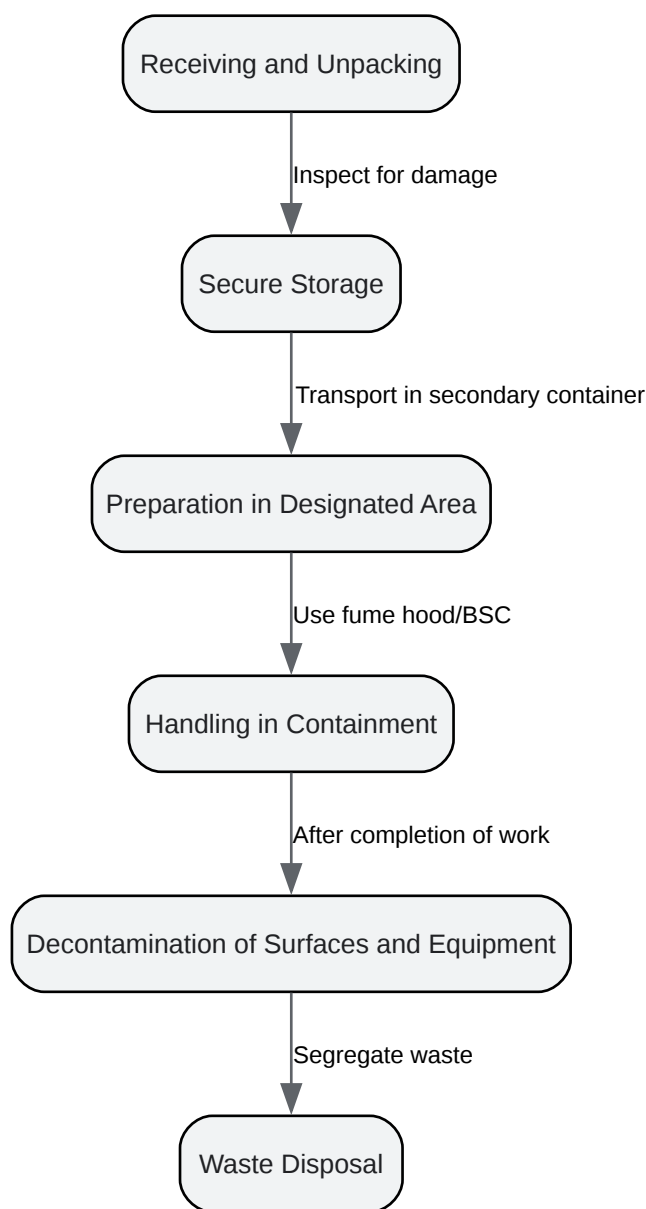 Receiving and Unpacking
Inspect for damage
Secure Storage
Transport in secondary container
Preparation in Designated Area
Use fume hood/BSC
Handling in Containment
After completion of work
Decontamination of Surfaces and Equipment
Segregate waste
Waste Disposal